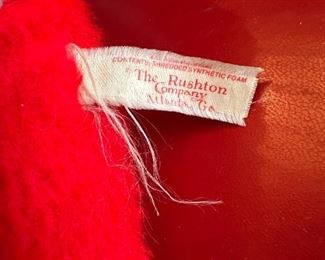 CONTENTS: SHREDDED SYNTHETIC FOAM
© The Rushton
Company
Atlanta, Ga.